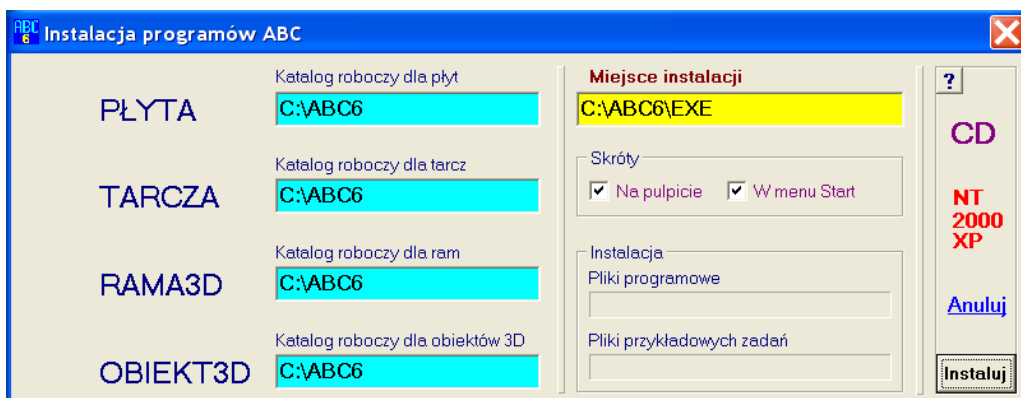 ABC
6
Instalacja programów ABC
PŁYTA
Katalog roboczy dla płyt
C:\ABC6
TARCZA
Katalog roboczy dla tarcz
C:\ABC6
RAMA3D
Katalog roboczy dla ram
C:\ABC6
OBIEKT3D
Katalog roboczy dla obiektów 3D
C:\ABC6
Miejsce instalacji
C:\ABC6\EXE
Skróty
Na pulpicie
W menu Start
Instalacja
Pliki programowe
Pliki przykładowych zadań
?
CD
NT
2000
XP
Anuluj
Instaluj